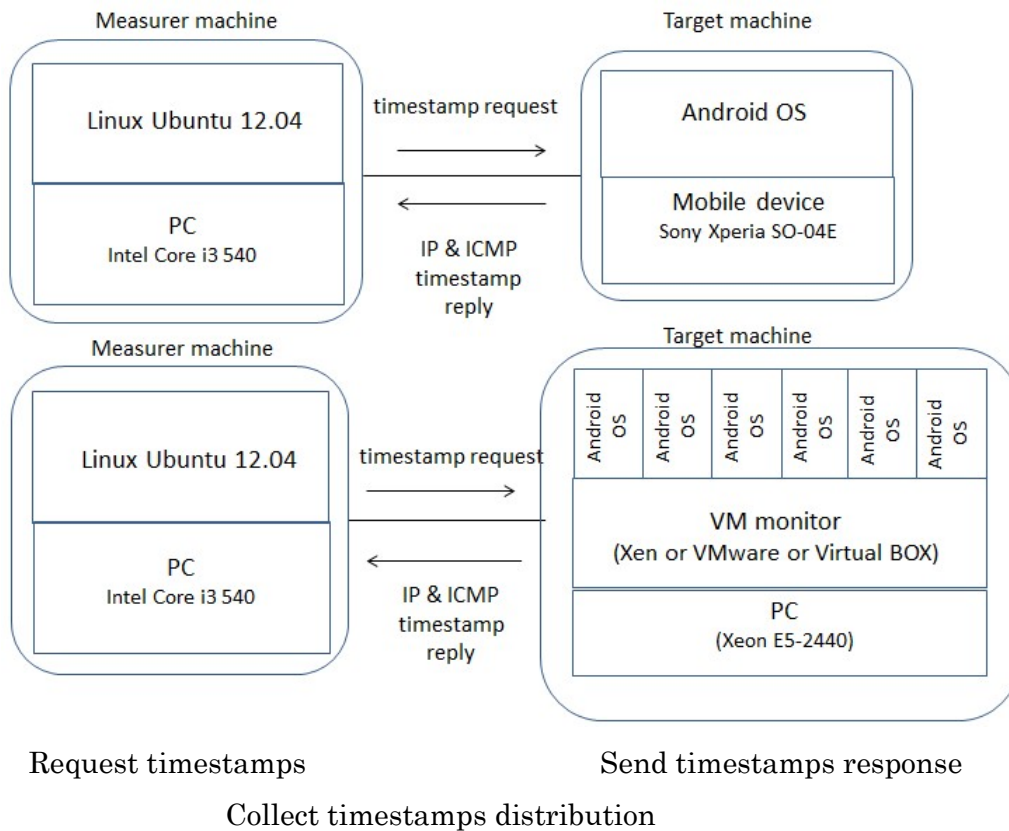 Measurer machine
Target machine
Linux Ubuntu 12.04
PC
Intel Core i3 540
timestamp request
IP & ICMP
timestamp
reply
Android OS
Mobile device
Sony Xperia SO-04E
Measurer machine
Target machine
Linux Ubuntu 12.04
PC
Intel Core i3 540
timestamp request
IP & ICMP
timestamp
reply
Android
OS
Android
OS
Android
OS
Android
OS
Android
OS
Android
OS
VM monitor
(Xen or VMware or Virtual BOX)
PC
(Xeon E5-2440)
Request timestamps
Send timestamps response
Collect timestamps distribution